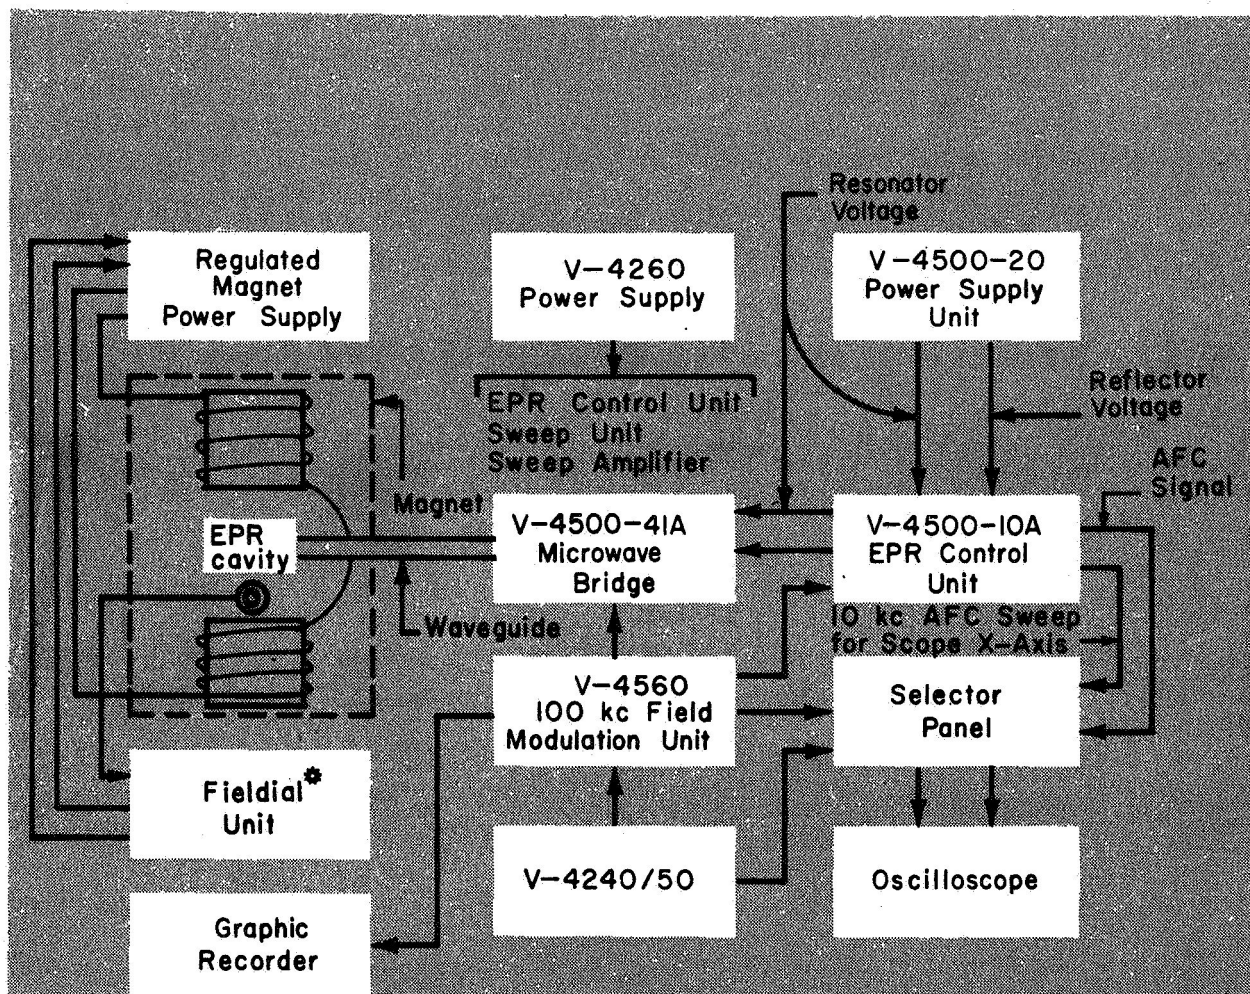 Resonator
Voltage
Regulated
Magnet
Power Supply
V-4260
Power Supply
V-4500-20
Power Supply
Unit
EPR Control Unit
Sweep Unit
Sweep Amplifier
Reflector
Voltage
AFC
Signal
Magnet
EPR
cavity
V-4500-41A
Microwave
Bridge
V-4500-10A
EPR Control
Unit
Waveguide
10 kc AFC Sweep
for Scope X-Axis
V-4560
100 kc Field
Modulation Unit
Selector
Panel
Fieldial*
Unit
V-4240/50
Oscilloscope
Graphic
Recorder